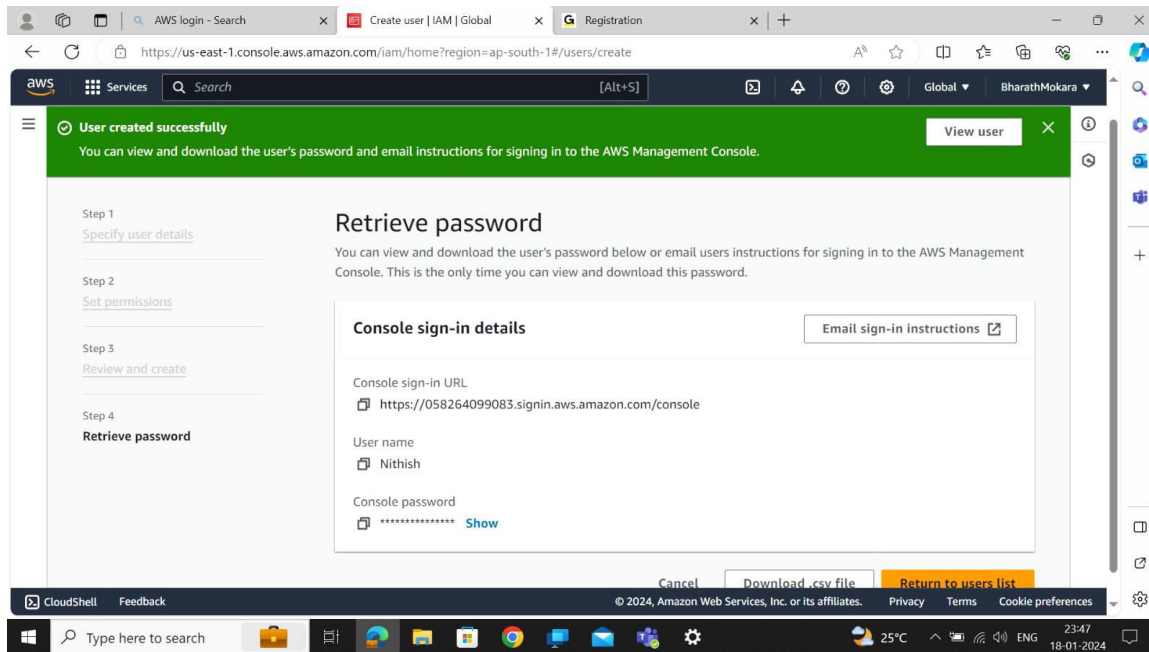 AWS login - Search
Create user | IAM | Global
G Registration
https://us-east-1.console.aws.amazon.com/iam/home?region=ap-south-1#/users/create
aws Services Search [Alt+S] Global BharathMokara
User created successfully
View user
You can view and download the user's password and email instructions for signing in to the AWS Management Console.
Step 1
Specify user details
Step 2
Set permissions
Step 3
Review and create
Step 4
Retrieve password
Retrieve password
You can view and download the user's password below or email users instructions for signing in to the AWS Management
Console. This is the only time you can view and download this password.
Console sign-in details
Email sign-in instructions
Console sign-in URL
https://058264099083.signin.aws.amazon.com/console
User name
Nithish
Console password
*************** Show
Cancel Download .csv file Return to users list
CloudShell Feedback © 2024, Amazon Web Services, Inc. or its affiliates. Privacy Terms Cookie preferences
Type here to search 25°C ENG 23:47
18-01-2024